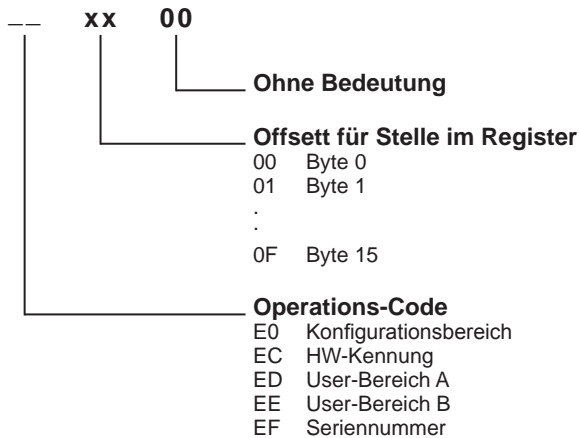 __ xx 00
Ohne Bedeutung
Offsett für Stelle im Register
00 Byte 0
01 Byte 1
.
.
0F Byte 15
Operations-Code
E0 Konfigurationsbereich
EC HW-Kennung
ED User-Bereich A
EE User-Bereich B
EF Seriennummer